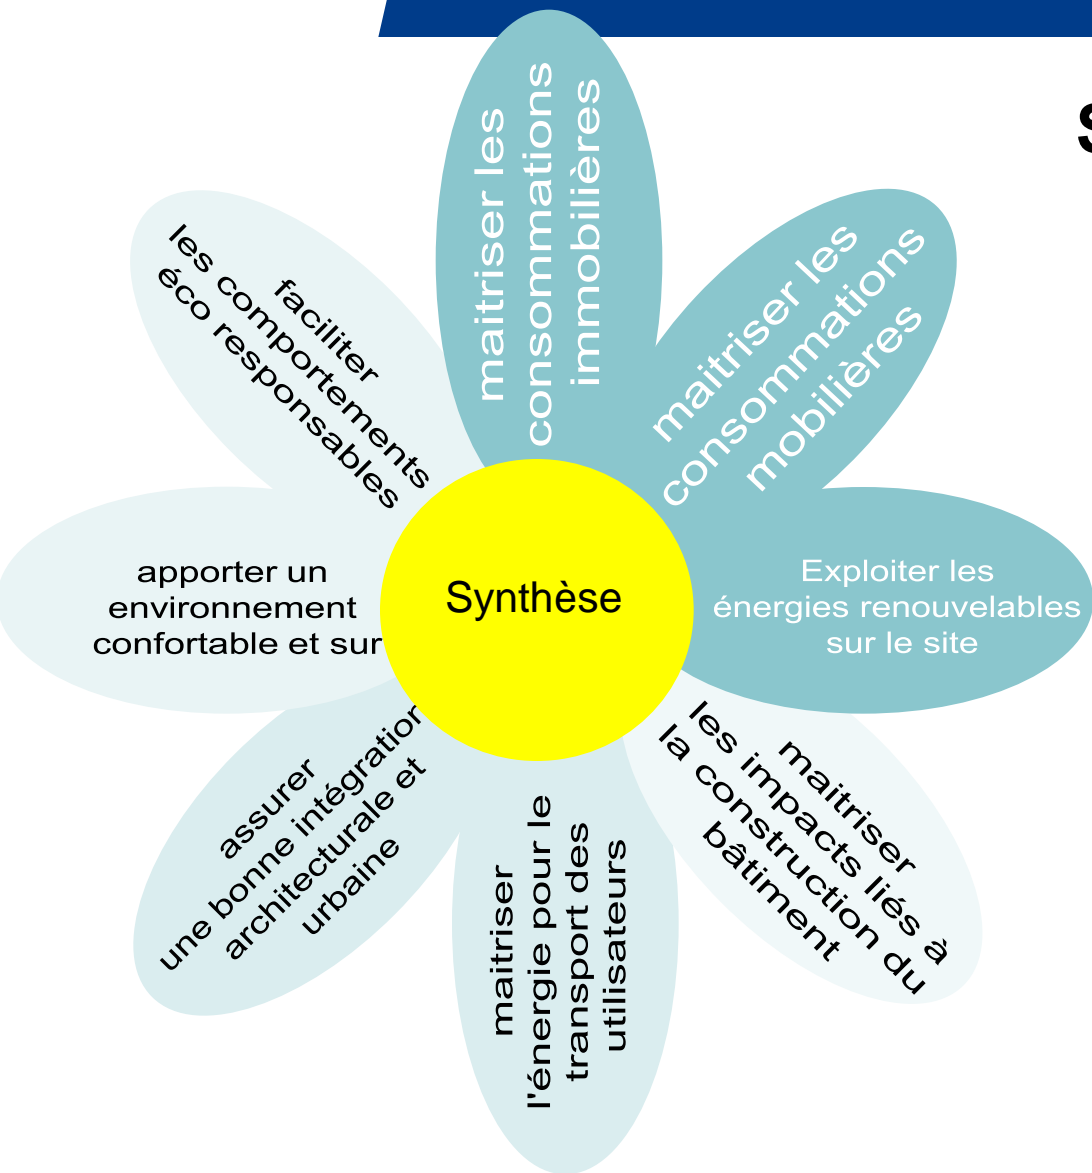 S
maitriser les
consommations
immobilières
maitriser les
consommations
mobilières
Exploiter les
énergies renouvelables
sur le site
maitriser
les impacts liés à
la construction du
bâtiment
maitriser
l'énergie pour le
transport des
utilisateurs
assurer
une bonne intégration
architecturale et
urbaine
apporter un
environnement
confortable et sur
faciliter
les comportements
éco responsables
Synthèse